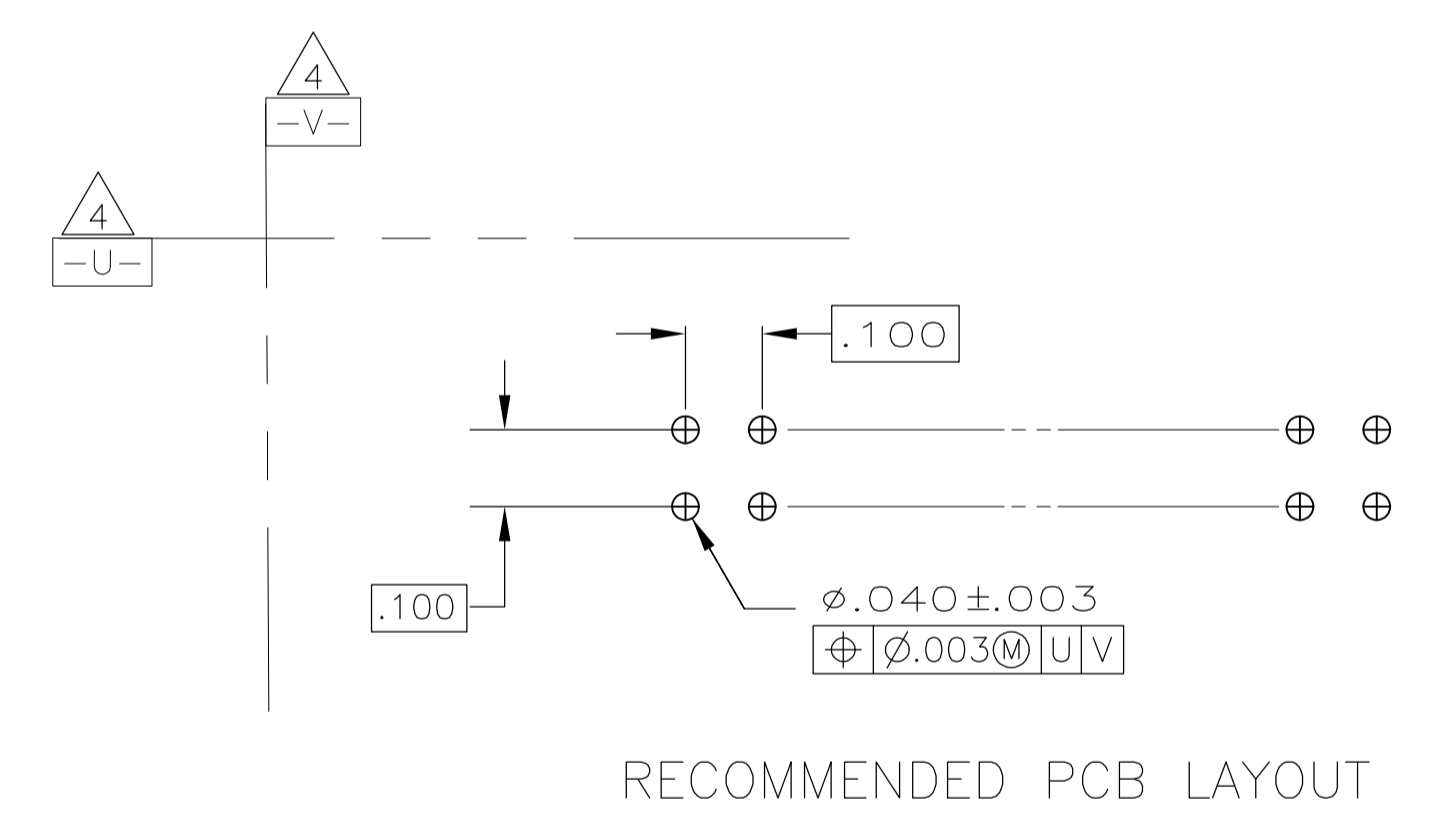 4
-V-
4
-U-
.100
.100
⌀.040±.003
⌖ ⌀.003Ⓜ U V
RECOMMENDED PCB LAYOUT